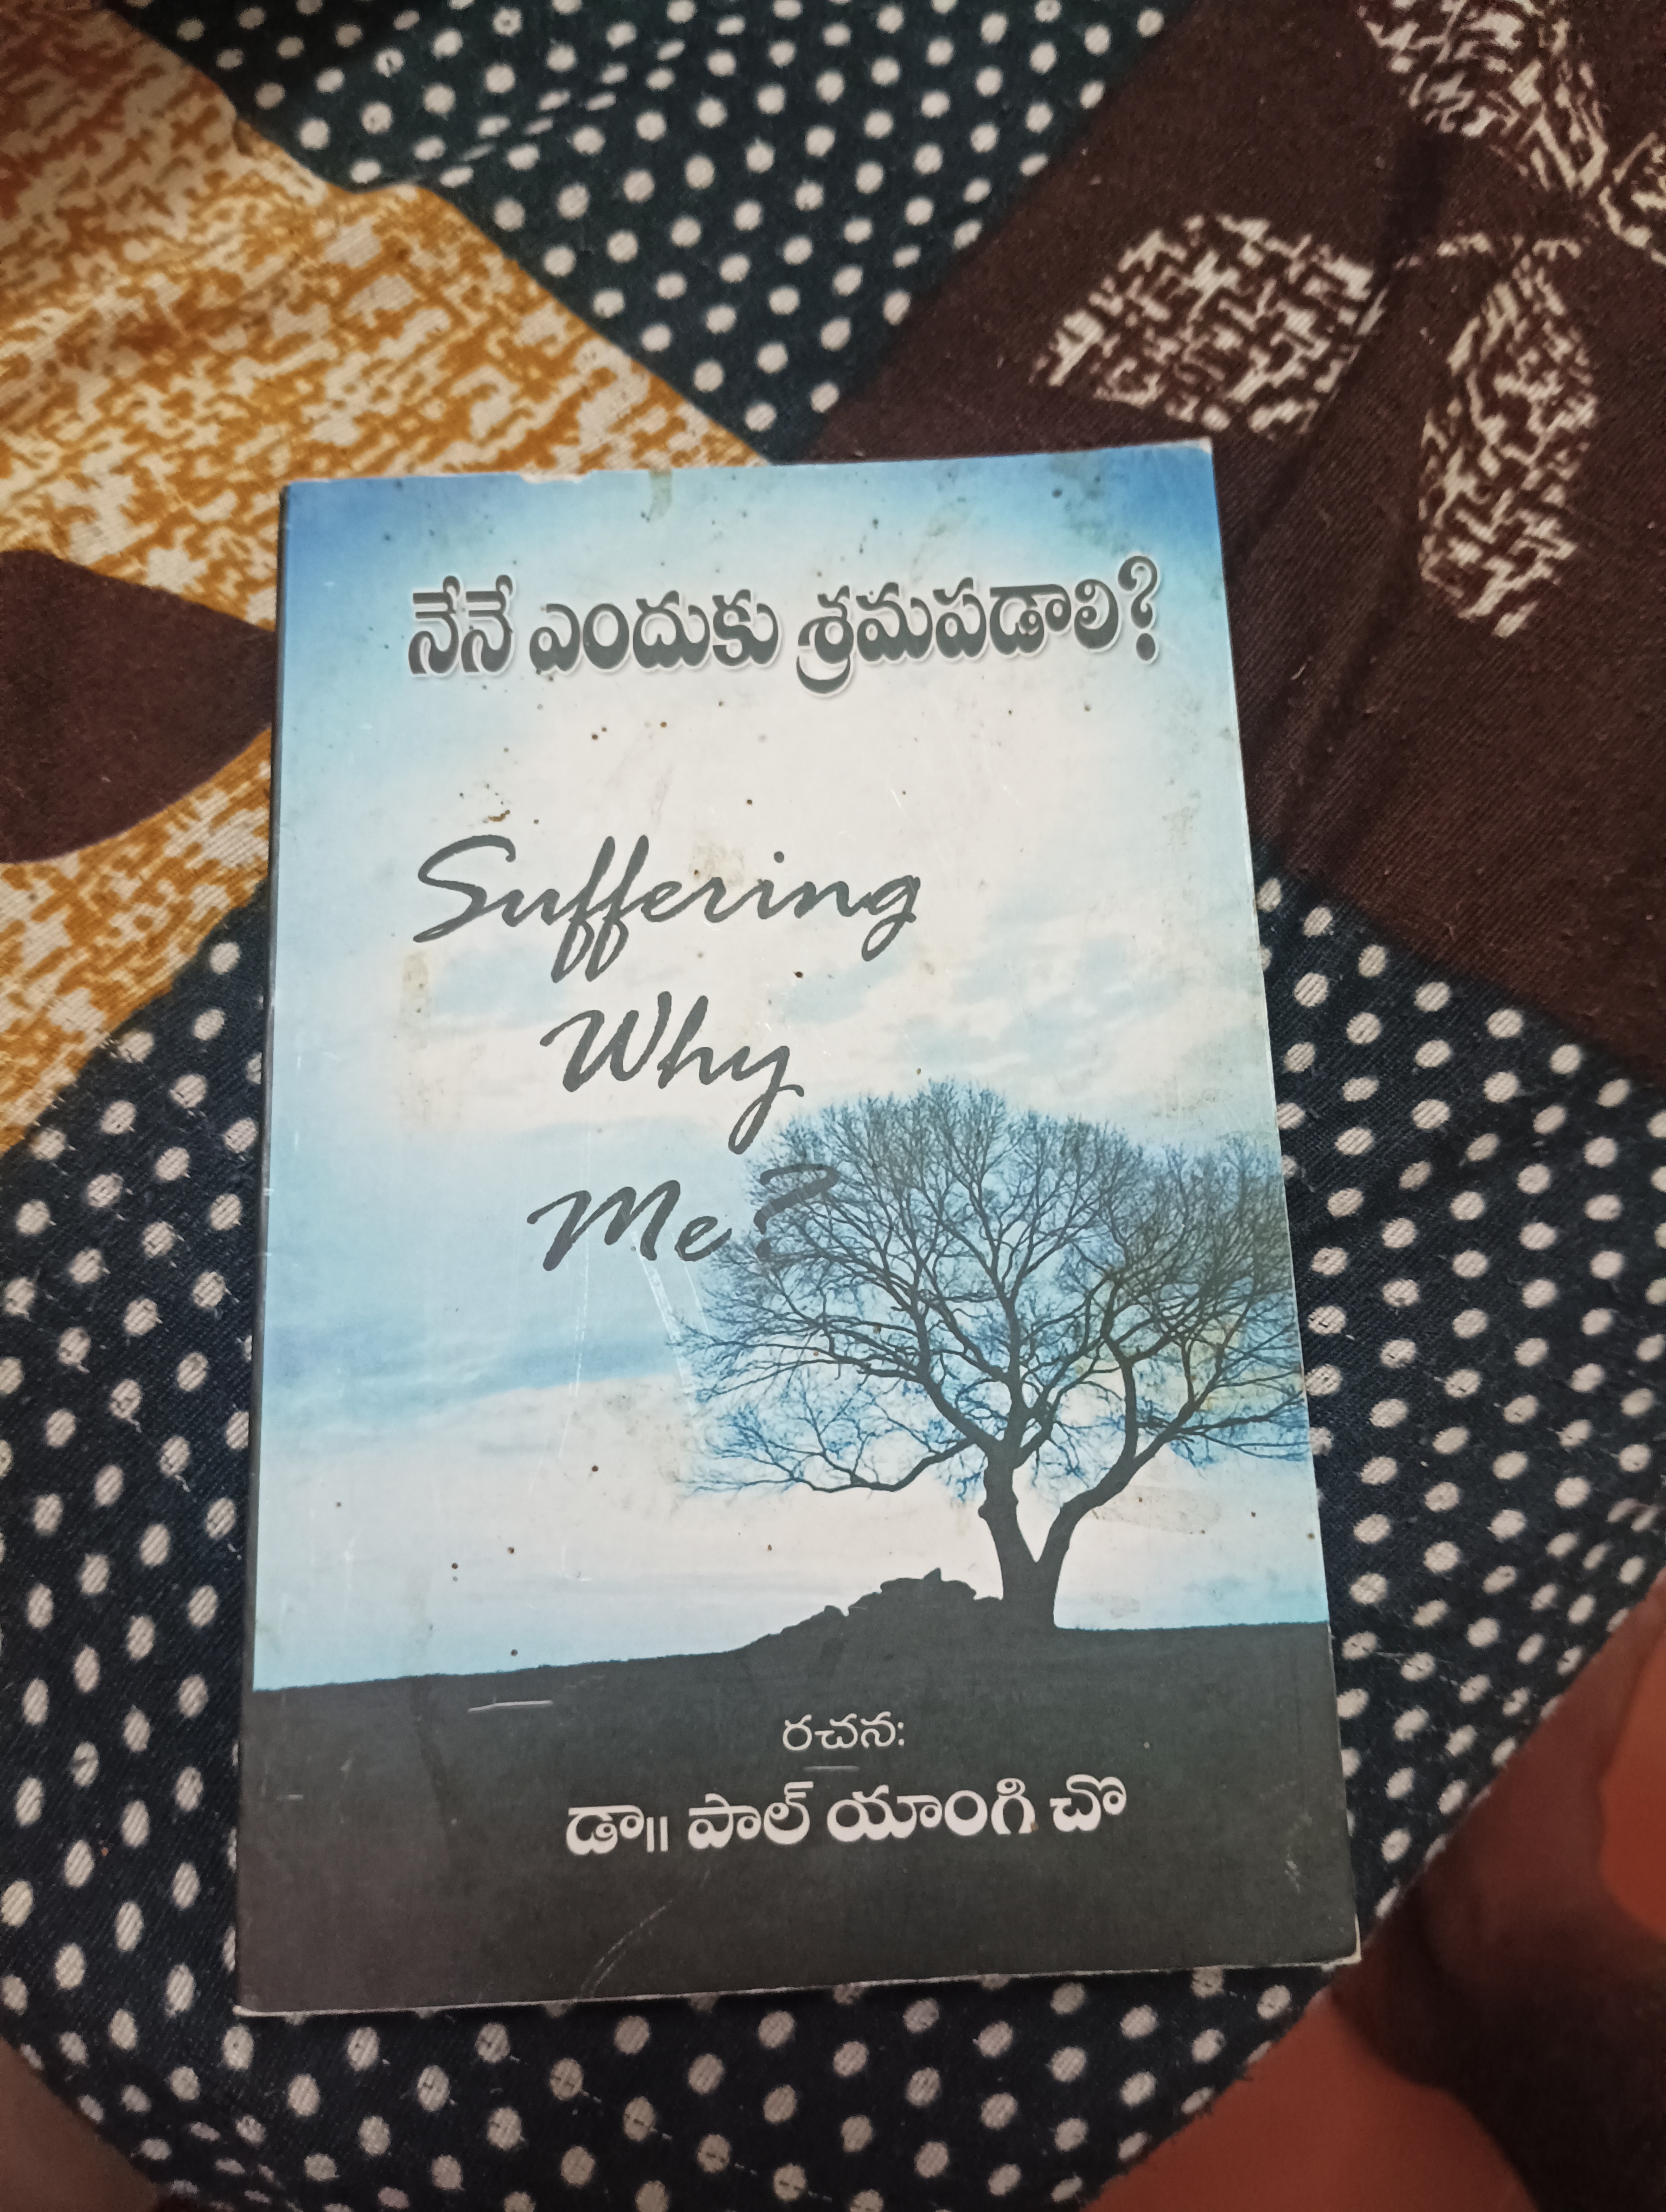 నేనే ఎందుకు శ్రమపడాలి?
Suffering
Why
Me?
రచన:
డా॥ పాల్ యాంగి చొ